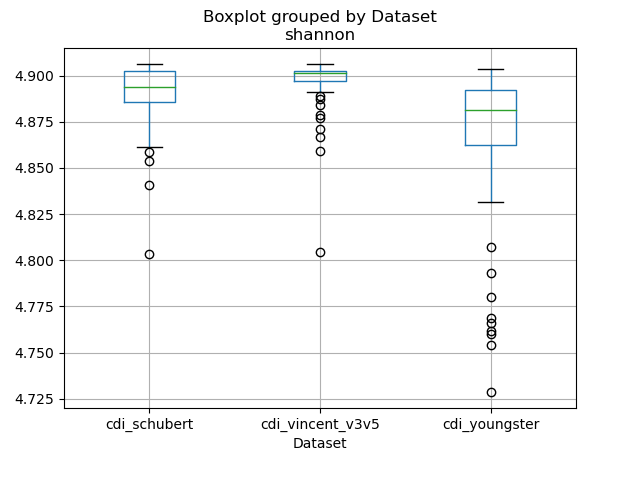 Boxplot grouped by Dataset
shannon
4.900
4.875
4.850
4.825
4.800
4.775
4.750
4.725
cdi_schubert
cdi_vincent_v3v5
cdi_youngster
Dataset